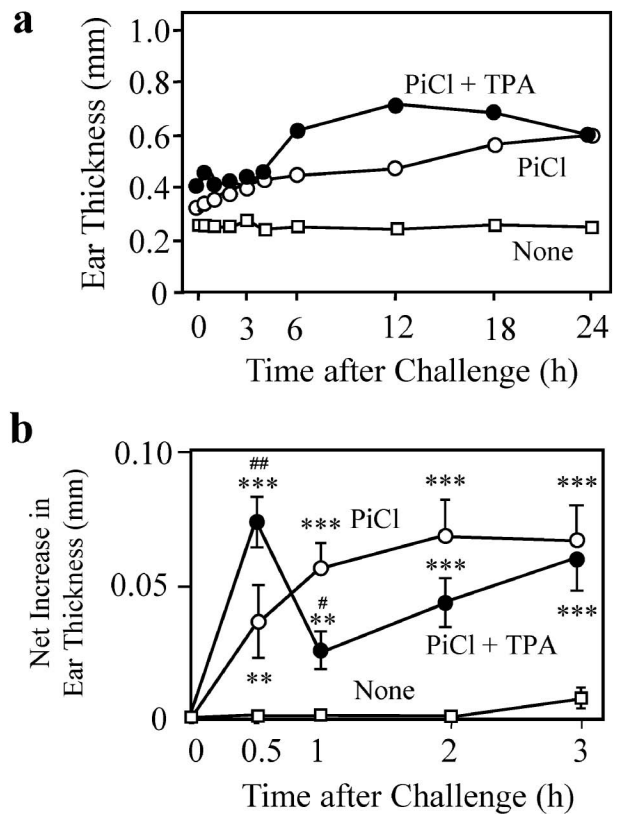 a
Ear Thickness (mm)
1.0
0.8
0.6
0.4
0.2
0
PiCl + TPA
PiCl
None
0 3 6 12 18 24
Time after Challenge (h)
b
Net Increase in
Ear Thickness (mm)
0.10
0.05
0
##
***
***
PiCl
***
***
#
**
***
**
PiCl + TPA
***
None
0 0.5 1 2 3
Time after Challenge (h)